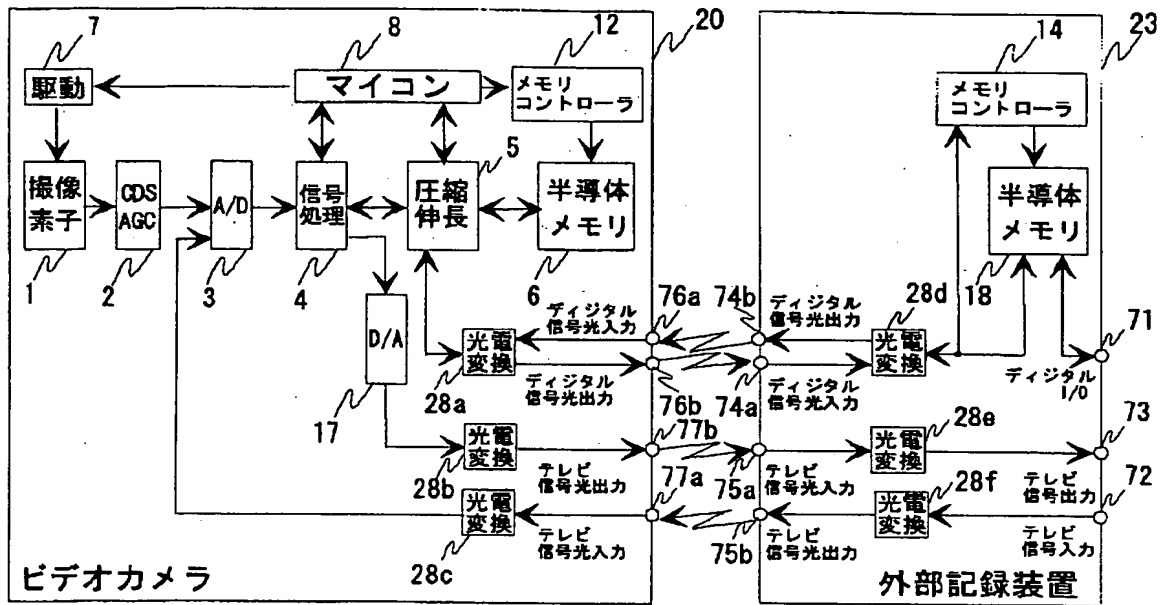 7
8
12
20
14
23
駆動
マイコン
メモリ
コントローラ
メモリ
コントローラ
撮像
素子
CDS
AGC
A/D
信号
処理
圧縮
伸長
5
半導体
メモリ
半導体
メモリ
1
2
3
4
6
18
D/A
17
ディジタル
信号光入力
76a
74b
ディジタル
信号光出力
28d
71
光電
変換
28a
ディジタル
信号光出力
76b
74a
ディジタル
信号光入力
光電
変換
ディジタル
I/O
光電
変換
28b
テレビ
信号光出力
77b
75a
テレビ
信号光入力
光電
変換
28e
テレビ
信号出力
73
光電
変換
28c
テレビ
信号光入力
77a
75b
テレビ
信号光出力
光電
変換
28f
テレビ
信号入力
72
ビデオカメラ
外部記録装置